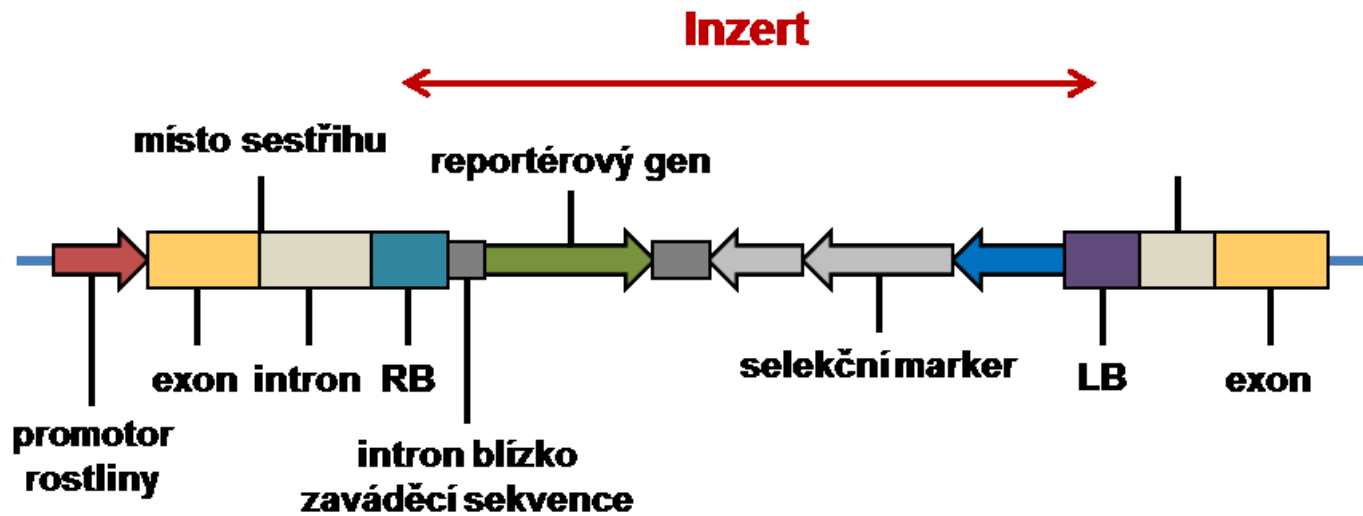 Inzert
místo sestřihu
reportérový gen
exon intron RB
selekční marker
LB
exon
promotor
rostliny
intron blízko
zaváděcí sekvence